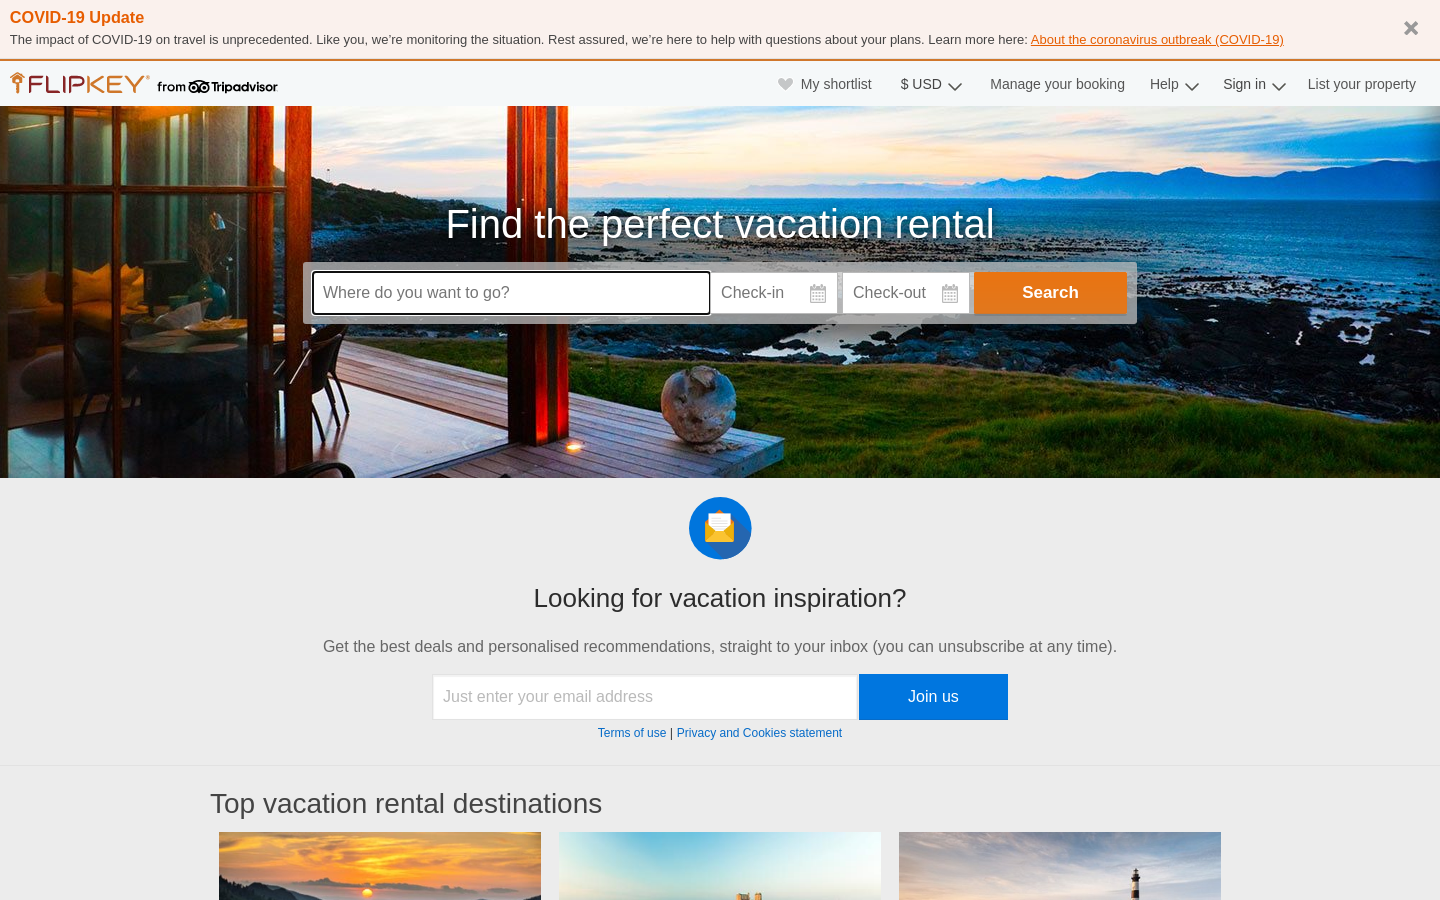 COVID-19 Update
The impact of COVID-19 on travel is unprecedented. Like you, we’re monitoring the situation. Rest assured, we’re here to help with questions about your plans. Learn more here: About the coronavirus outbreak (COVID-19)
FLIPKEY from Tripadvisor
My shortlist
$ USD
Manage your booking
Help
Sign in
List your property
Find the perfect vacation rental
Where do you want to go?
Check-in
Check-out
Search
Looking for vacation inspiration?
Get the best deals and personalised recommendations, straight to your inbox (you can unsubscribe at any time).
Just enter your email address
Join us
Terms of use | Privacy and Cookies statement
Top vacation rental destinations